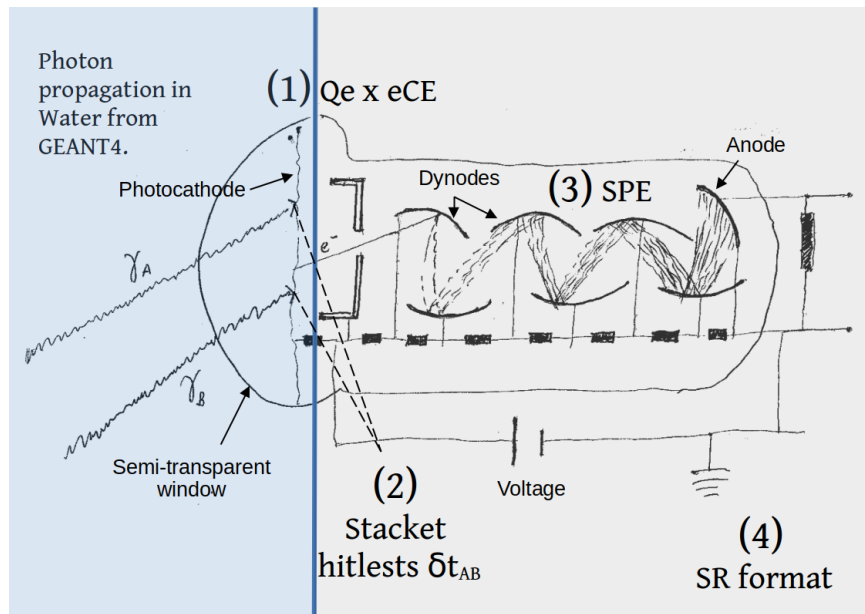 Photon
propagation in
Water from
GEANT4.
(1) Qe x eCE
Photocathode
Dynodes
(3) SPE
Anode
e⁻
γA
γB
Semi-transparent
window
(2)
Stacket
hitlests δtAB
Voltage
(4)
SR format